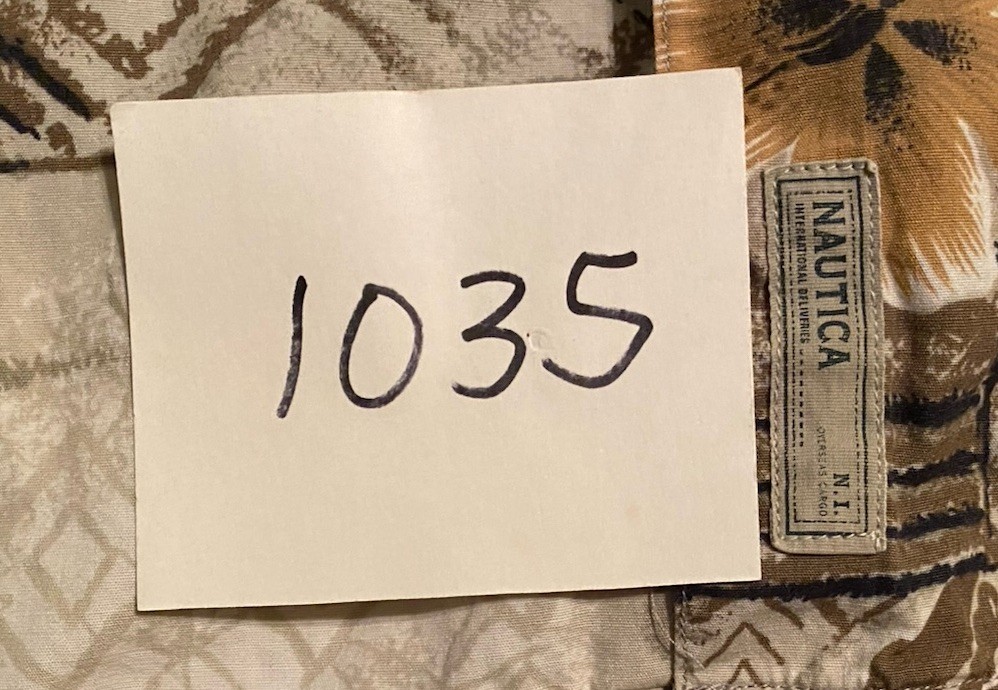 1035
NAUTICA
INTERNATIONAL DELIVERIES
N.I.
OVERSEAS CARGO